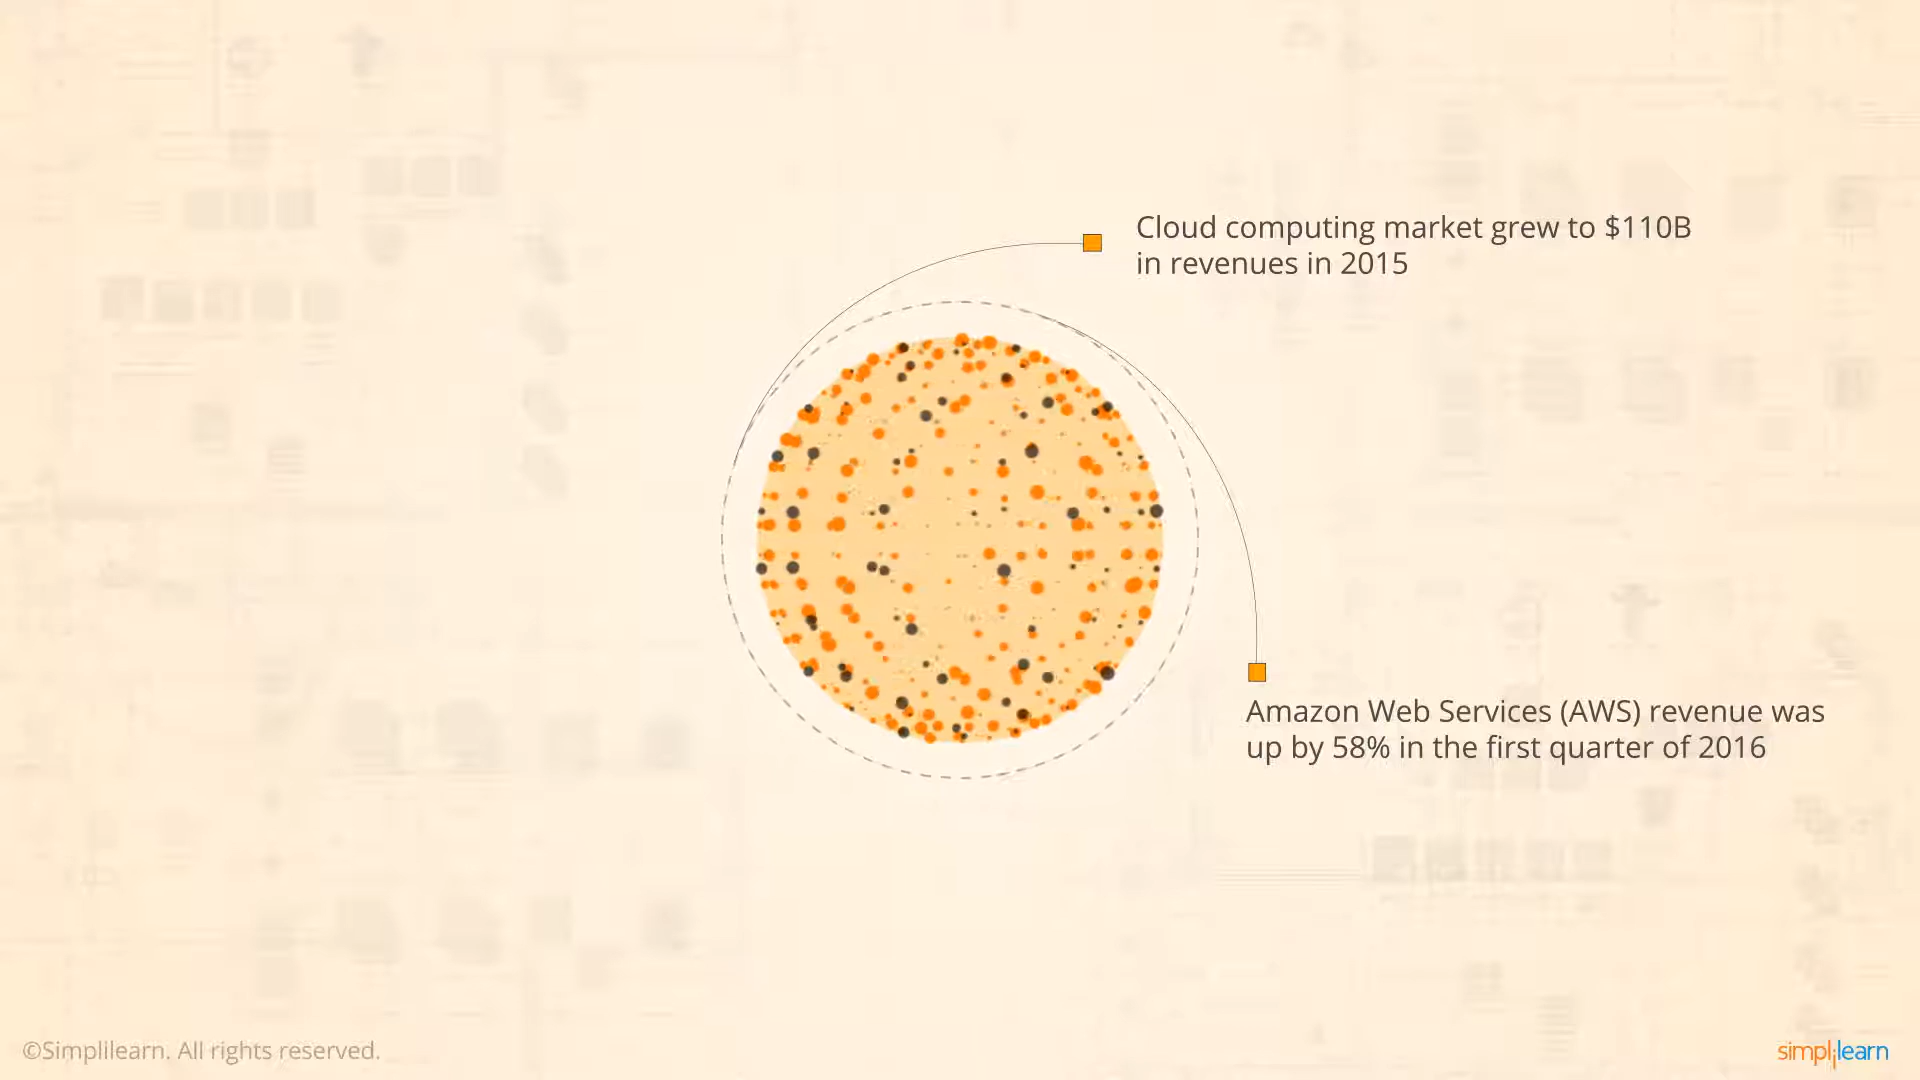 Cloud computing market grew to $110B
in revenues in 2015
Amazon Web Services (AWS) revenue was
up by 58% in the first quarter of 2016
©Simplilearn. All rights reserved.
simplilearn